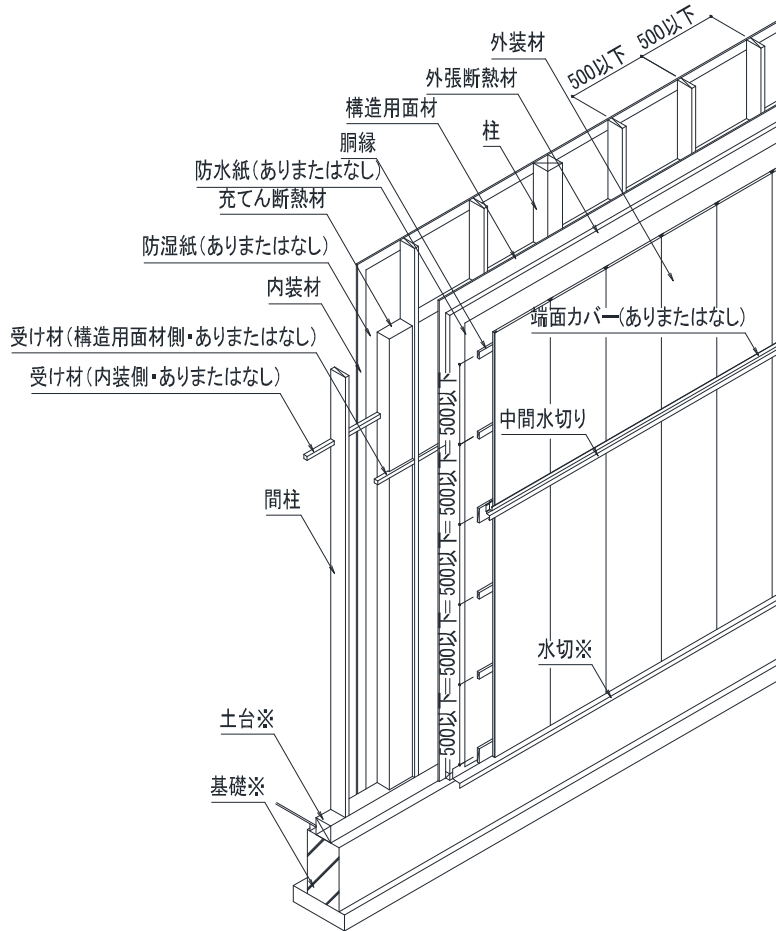 500以下
500以下
外装材
外張断熱材
構造用面材
柱
胴縁
防水紙(ありまたはなし)
充てん断熱材
防湿紙(ありまたはなし)
内装材
受け材(構造用面材側・ありまたはなし)
受け材(内装側・ありまたはなし)
端面カバー(ありまたはなし)
中間水切り
間柱
500以下
500以下
500以下
500以下
500以下
水切※
土台※
基礎※